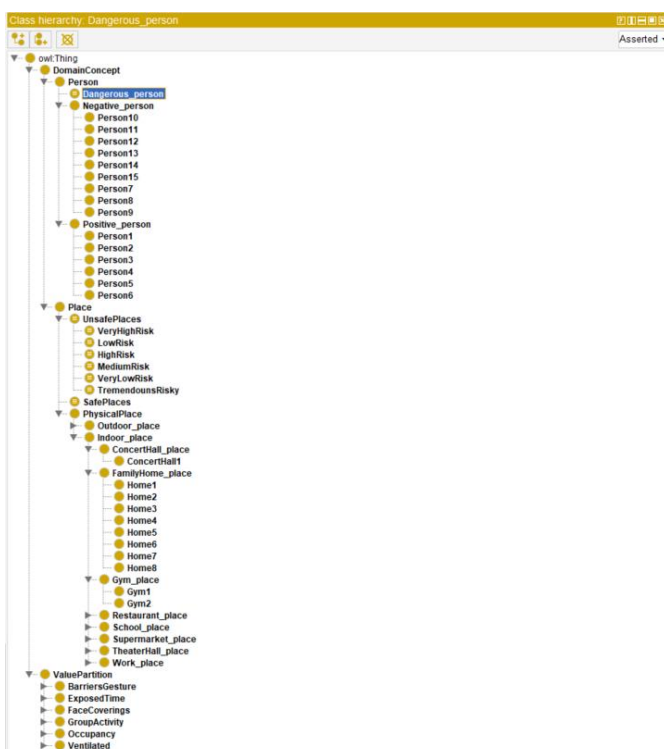 Class hierarchy: Dangerous_person
Asserted
owl:Thing
DomainConcept
Person
Dangerous_person
Negative_person
Person10
Person11
Person12
Person13
Person14
Person15
Person7
Person8
Person9
Positive_person
Person1
Person2
Person3
Person4
Person5
Person6
Place
UnsafePlaces
VeryHighRisk
LowRisk
HighRisk
MediumRisk
VeryLowRisk
TremendounsRisky
SafePlaces
PhysicalPlace
Outdoor_place
Indoor_place
ConcertHall_place
ConcertHall1
FamilyHome_place
Home1
Home2
Home3
Home4
Home5
Home6
Home7
Home8
Gym_place
Gym1
Gym2
Restaurant_place
School_place
Supermarket_place
TheaterHall_place
Work_place
ValuePartition
BarriersGesture
ExposedTime
FaceCoverings
GroupActivity
Occupancy
Ventilated